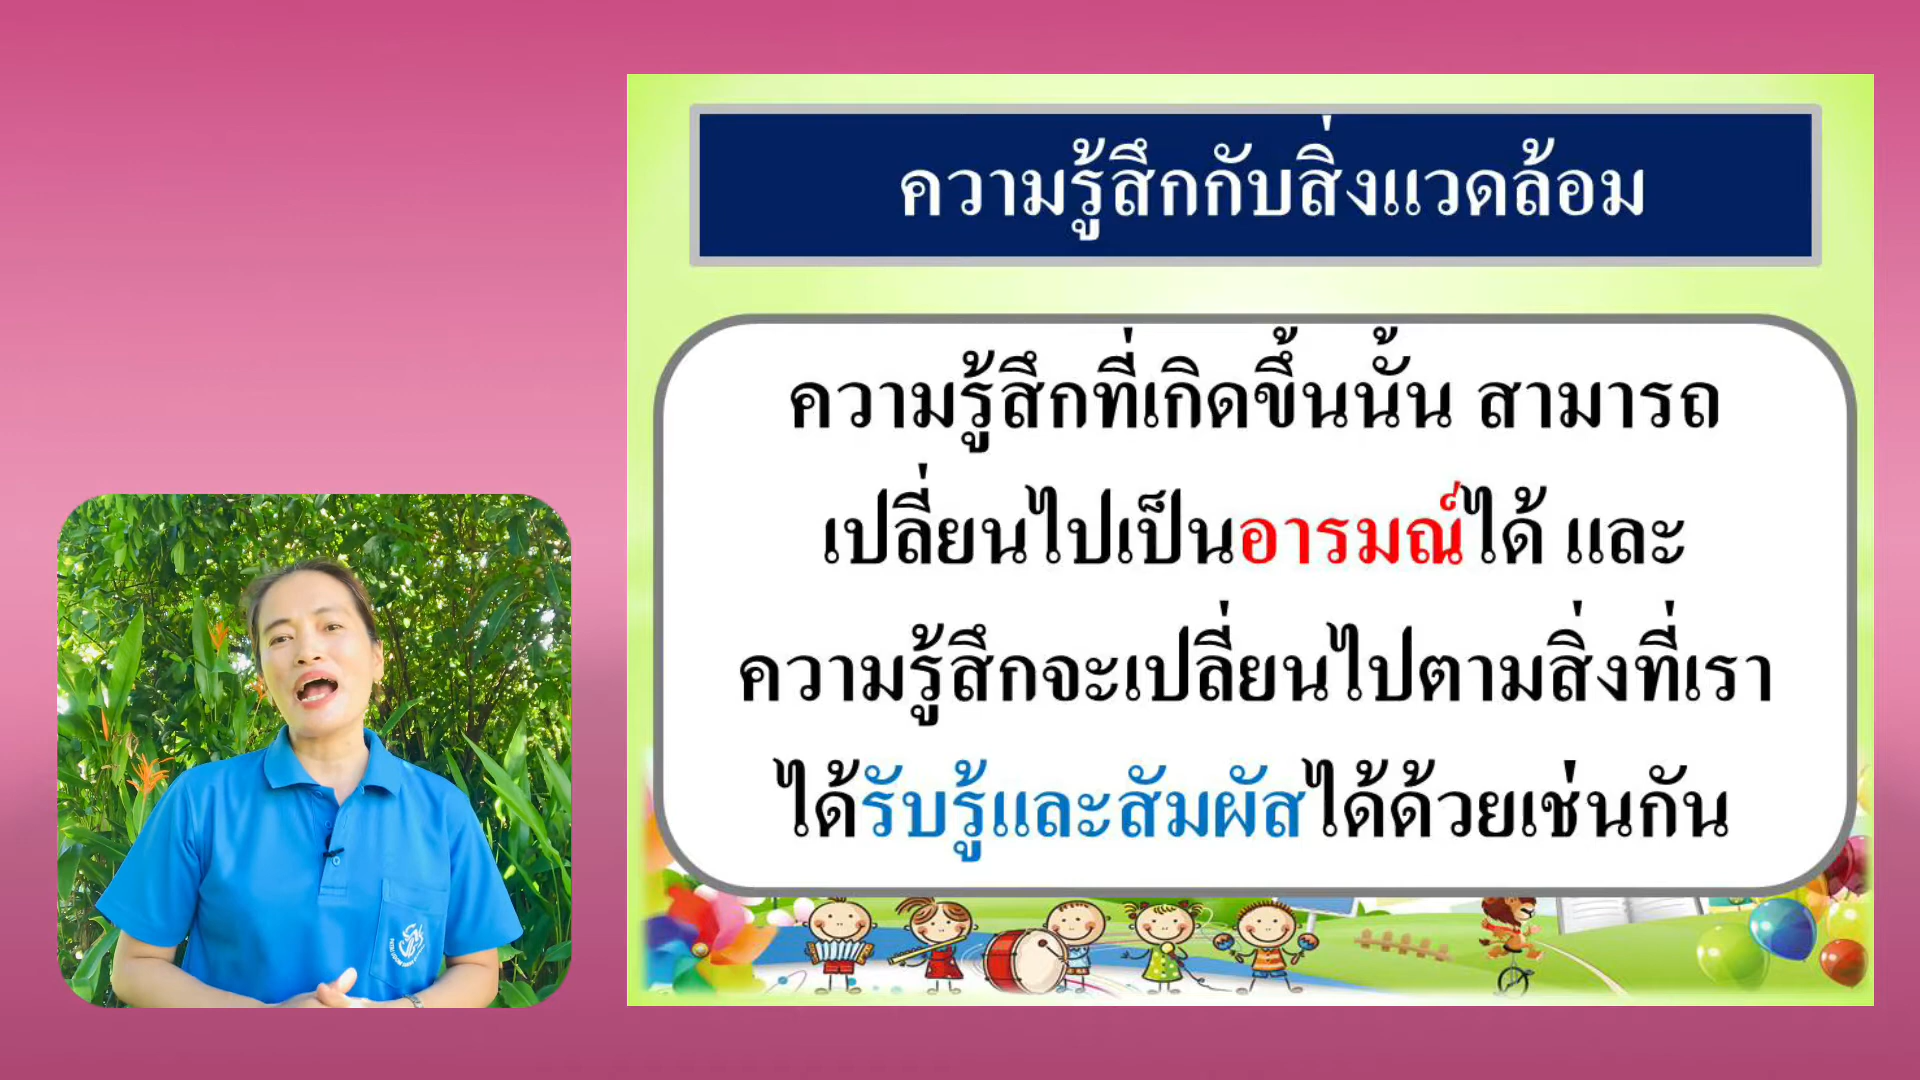 ความรู้สึกกับสิ่งแวดล้อม
ความรู้สึกที่เกิดขึ้นนั้น สามารถ
เปลี่ยนไปเป็นอารมณ์ได้ และ
ความรู้สึกจะเปลี่ยนไปตามสิ่งที่เรา
ได้รับรู้และสัมผัสได้ด้วยเช่นกัน